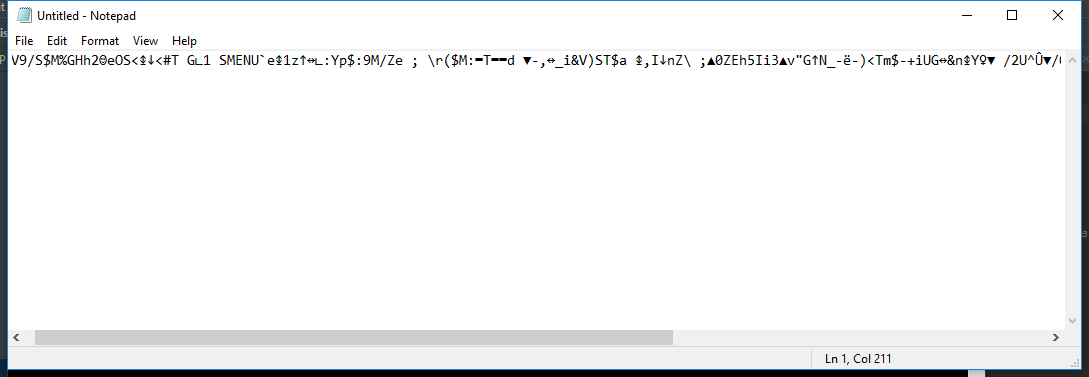 Untitled - Notepad
File Edit Format View Help
V9/S$M%GHh2☻eOS<↨↓<#T G∟1 SMENU`e↨1z↑↔∟:Yp$:9M/Ze ; \r($M:▬T▬▬d ▼-,↔_i&V)ST$a ↨,I↓nZ\ ;▲0ZEh5Ii3▲v"G↑N_-ë-)<Tm$-+iUG↔&n↨Y♀▼ /2U^Û▼/
Ln 1, Col 211